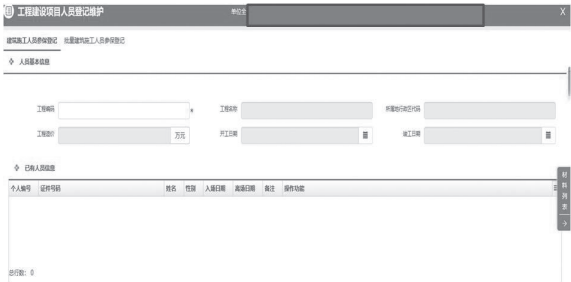 工程建设项目人员登记维护 单位全 X
建筑施工人员参保登记 批量建筑施工人员参保登记
人员基本信息
工程编码 * 工程名称 所属地行政区代码
工程造价 万元 开工日期 竣工日期
已有人员信息
个人编号 证件号码 姓名 性别 入场日期 离场日期 备注 操作功能
材料列表
总行数: 0